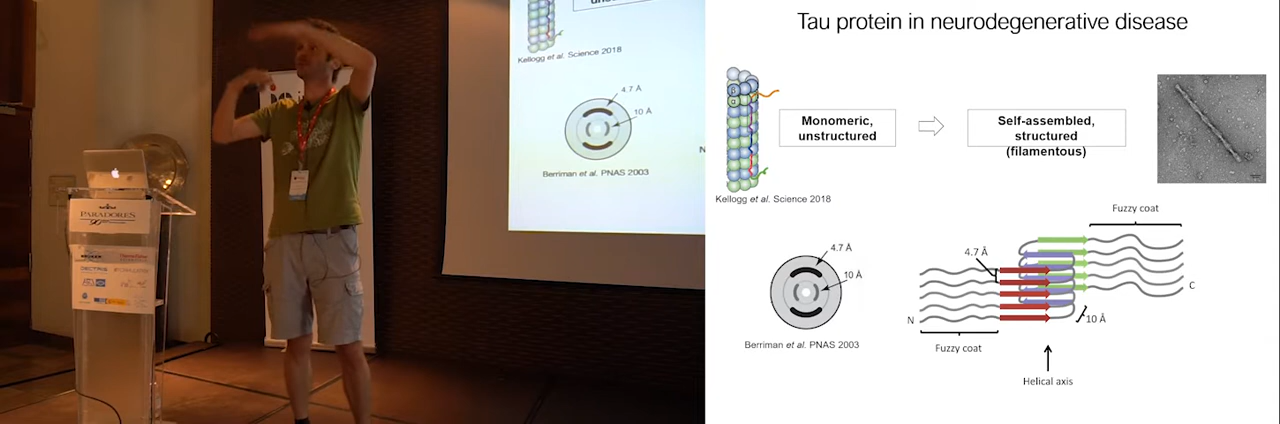 Kellogg et al. Science 2018
4.7 Å
10 Å
Berriman et al. PNAS 2003
N
PARADORES
BRUKER
DECTRIS
Tau protein in neurodegenerative disease
β
α
Monomeric,
unstructured
Self-assembled,
structured
(filamentous)
Kellogg et al. Science 2018
4.7 Å
10 Å
Berriman et al. PNAS 2003
Fuzzy coat
4.7 Å
C
N
10 Å
Fuzzy coat
Helical axis